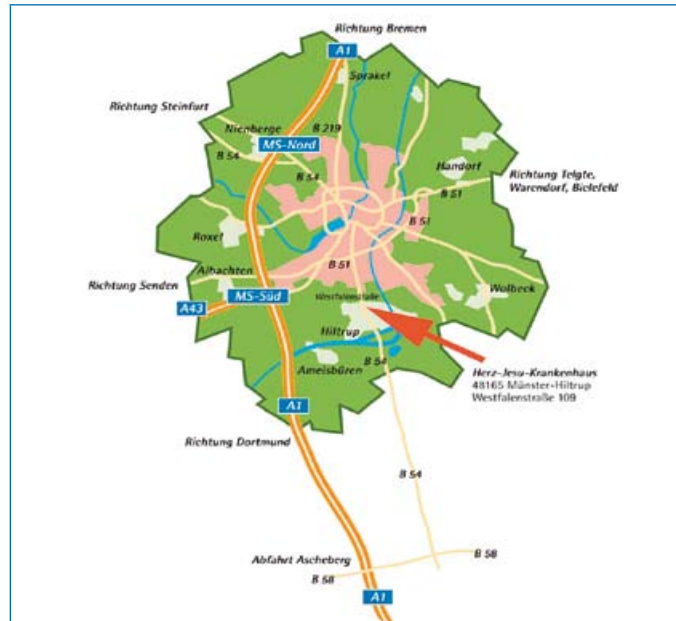 Richtung Bremen
A1
Sprakel
Richtung Steinfurt
Nienberge
B 219
MS-Nord
B 54
B 54
Handorf
Richtung Telgte,
Warendorf, Bielefeld
B 51
B 51
Roxel
Albachten
B 51
Richtung Senden
MS-Süd
A43
Westfalenstraße
Wolbeck
Hiltrup
B 54
Amelsbüren
Herz-Jesu-Krankenhaus
48165 Münster-Hiltrup
Westfalenstraße 109
A1
Richtung Dortmund
B 54
Abfahrt Ascheberg
B 58
B 58
A1